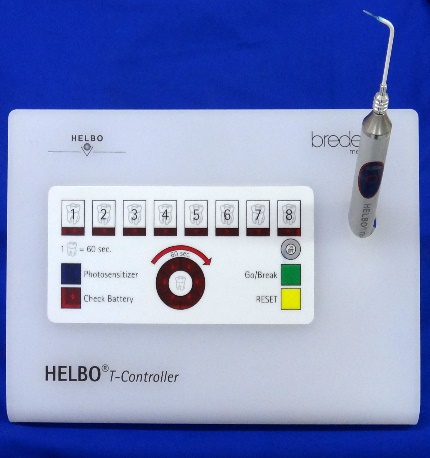 HELBO
brede
1 2 3 4 5 6 7 8
1 = 60 sec.
60 sec
Photosensitizer
Go/Break
Check Battery
RESET
HELBO® T-Controller
HELBO